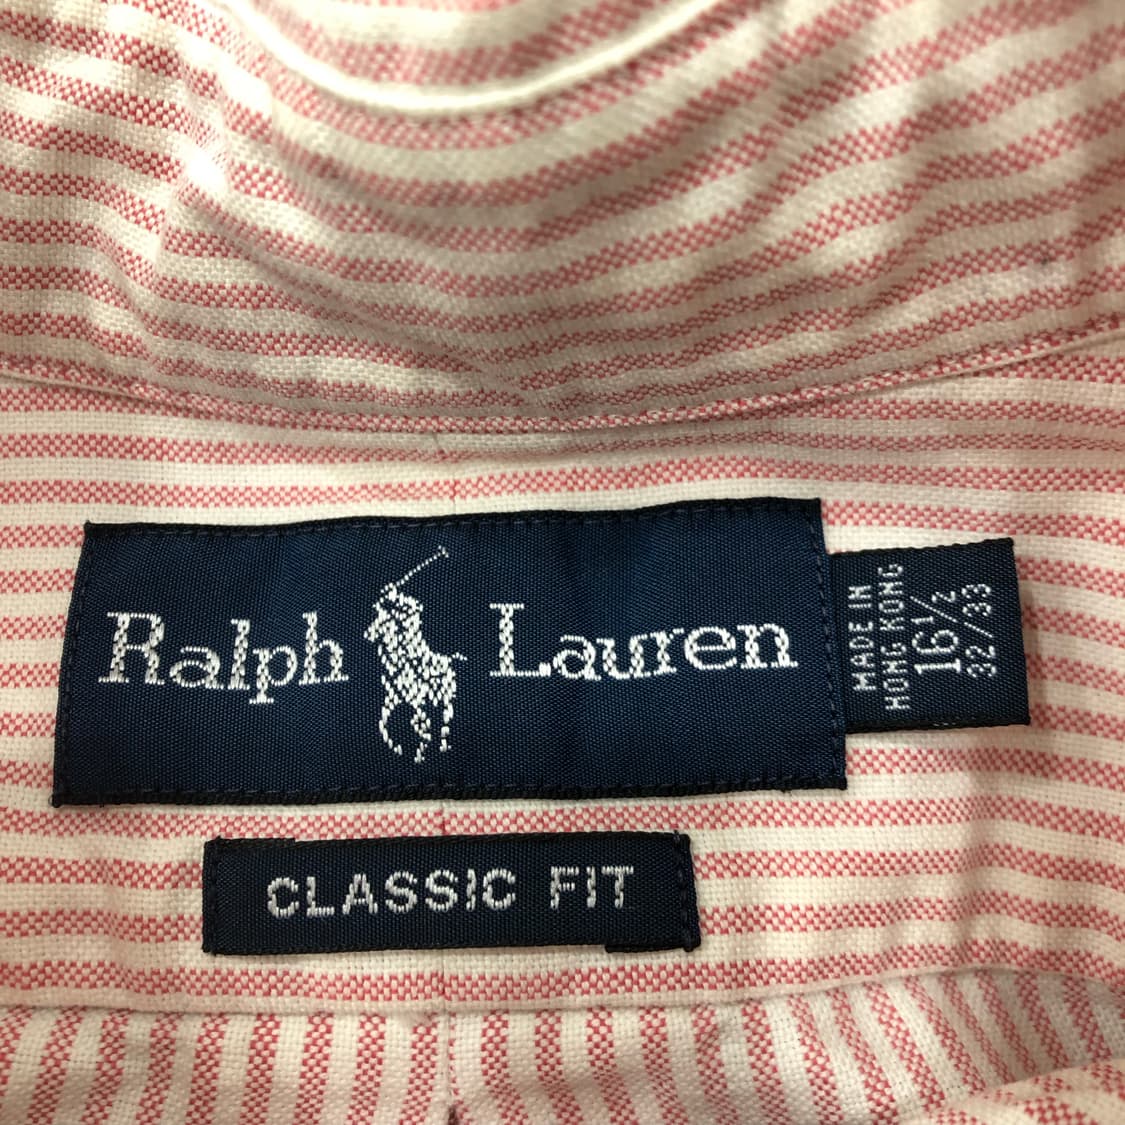 Ralph Lauren
MADE IN
HONG KONG
16½
32/33
CLASSIC FIT